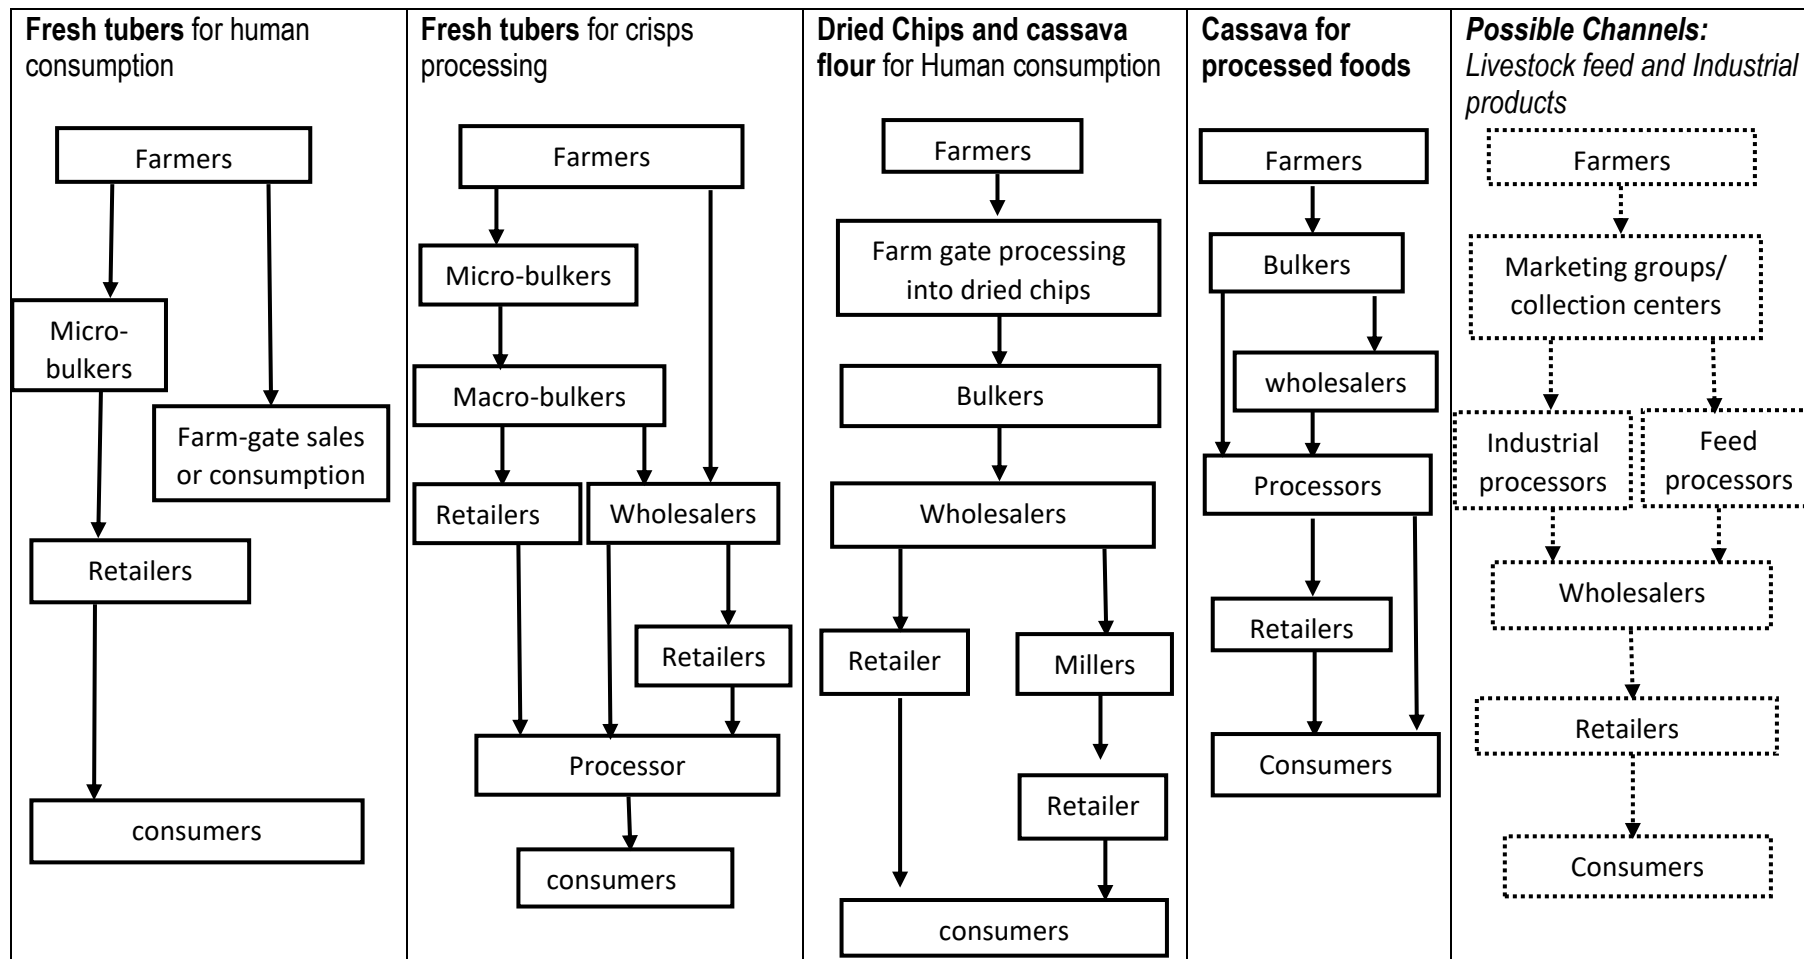 Fresh tubers for human
consumption
Farmers
Micro-
bulkers
Farm-gate sales
or consumption
Retailers
consumers
Fresh tubers for crisps
processing
Farmers
Micro-bulkers
Macro-bulkers
Retailers
Wholesalers
Retailers
Processor
consumers
Dried Chips and cassava
flour for Human consumption
Farmers
Farm gate processing
into dried chips
Bulkers
Wholesalers
Retailer
Millers
Retailer
consumers
Cassava for
processed foods
Farmers
Bulkers
wholesalers
Processors
Retailers
Consumers
Possible Channels:
Livestock feed and Industrial
products
Farmers
Marketing groups/
collection centers
Industrial
processors
Feed
processors
Wholesalers
Retailers
Consumers